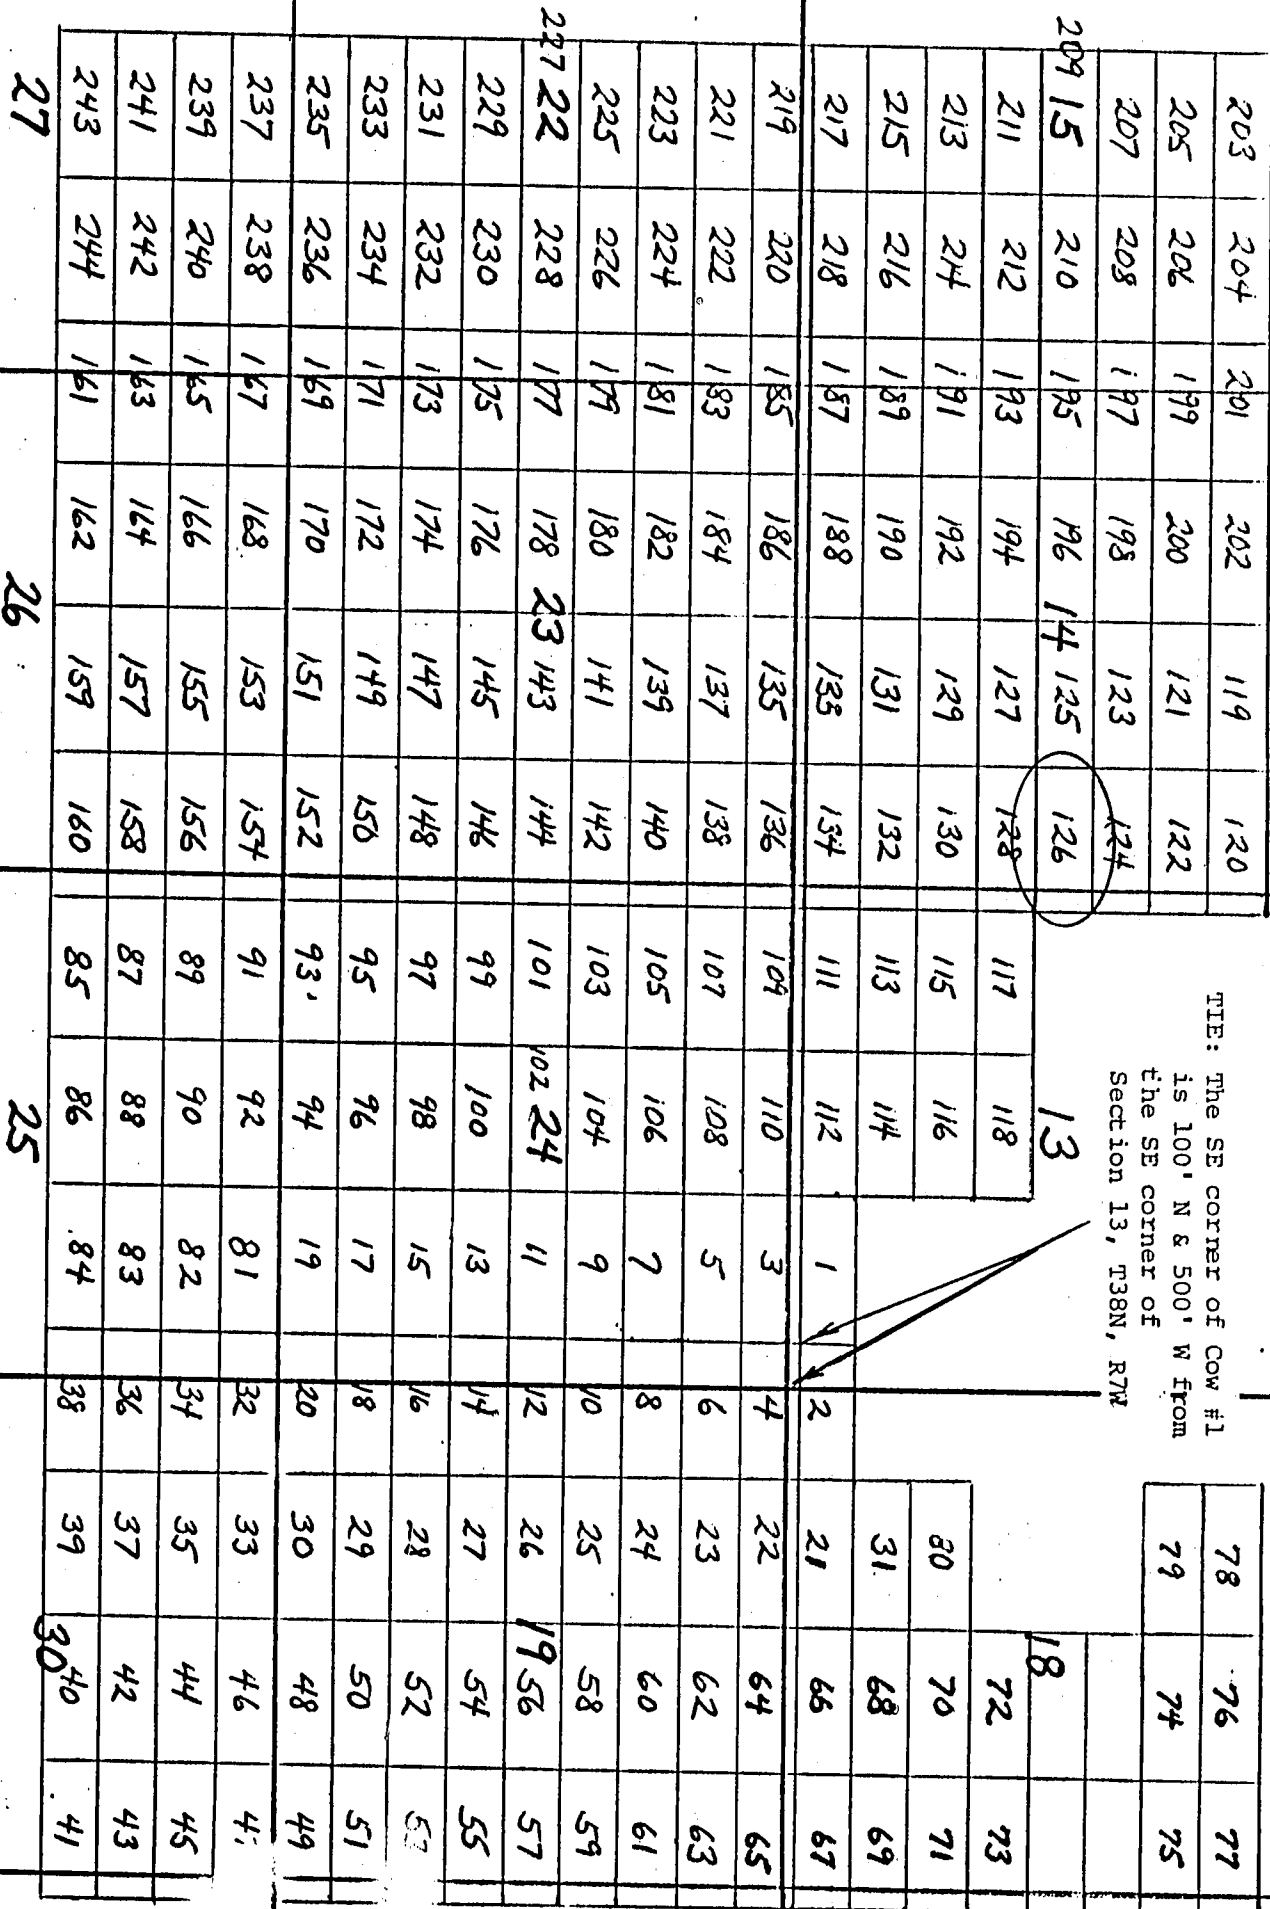 203 204 201 202 119 120 78 76 77
205 206 199 200 121 122 79 74 75
TIE: The SE corner of Cow #1
is 100' N & 500' W from
the SE corner of
Section 13, T38N, R7W
207 208 197 198 123 124
209 15 210 195 196 14 125 126 13 18
211 212 193 194 127 128 117 118 72 73
213 214 191 192 129 130 115 116 80 70 71
215 216 189 190 131 132 113 114 31 68 69
217 218 187 188 133 134 111 112 1 2 21 66 67
219 220 185 186 135 136 109 110 3 4 22 64 65
221 222 183 184 137 138 107 108 5 6 23 62 63
223 224 181 182 139 140 105 106 7 8 24 60 61
225 226 179 180 141 142 103 104 9 10 25 58 59
227 22 228 177 178 23 143 144 101 102 24 11 12 26 19 56 57
229 230 175 176 145 146 99 100 13 14 27 54 55
231 232 173 174 147 148 97 98 15 16 28 52
233 234 171 172 149 150 95 96 17 18 29 50 51
235 236 169 170 151 152 93 94 19 20 30 48 49
237 238 167 168 153 154 91 92 81 32 33 46
239 240 165 166 155 156 89 90 82 34 35 44 45
241 242 163 164 157 158 87 88 83 36 37 42 43
243 244 161 162 159 160 85 86 84 38 39 40 41
27 26 25 30